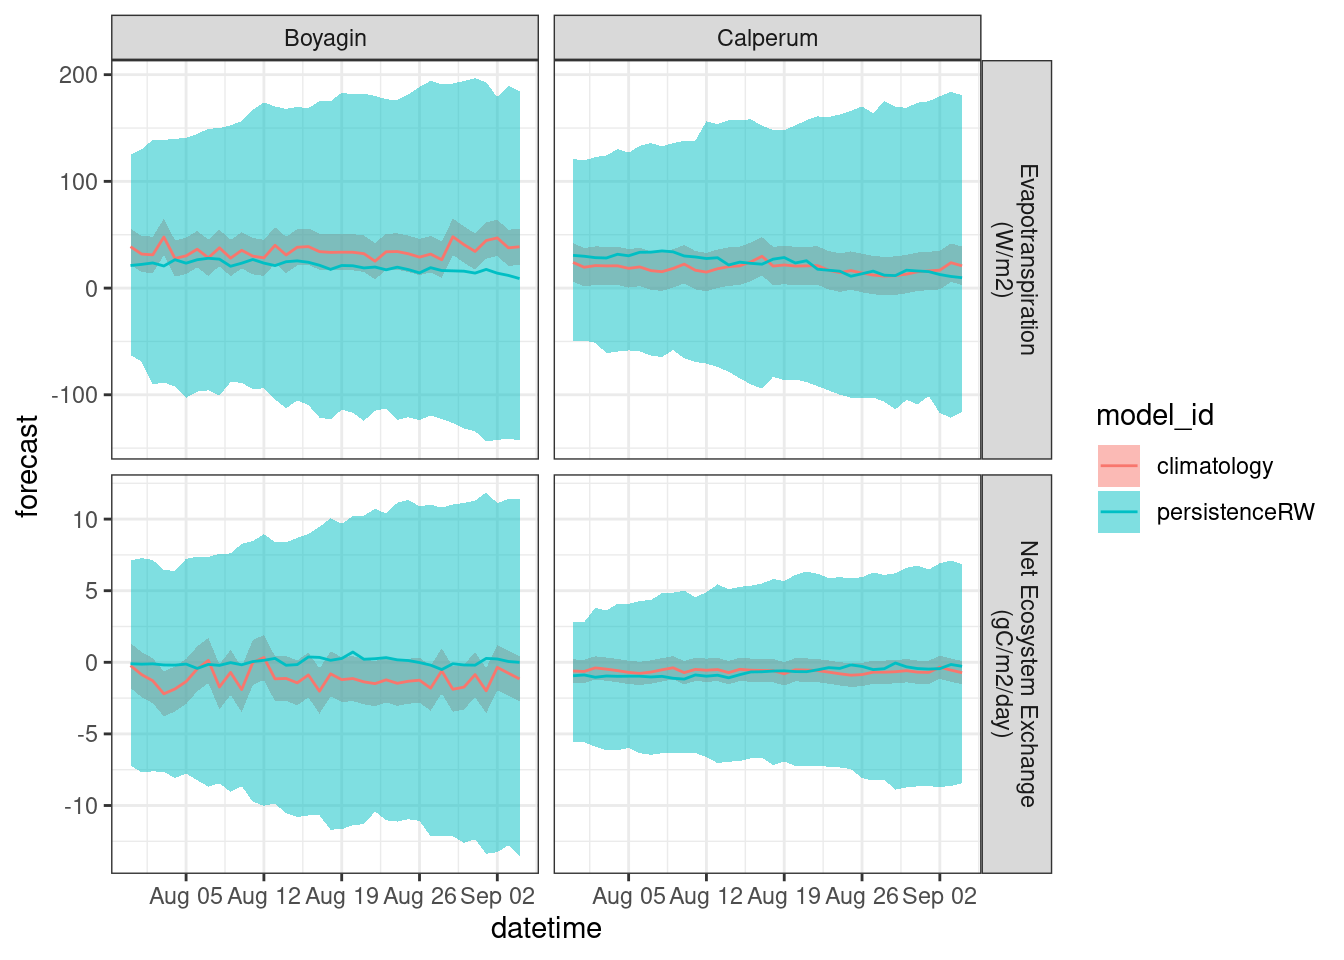 Boyagin
Calperum
200
100
0
-100
Evapotranspiration
(W/m2)
10
5
0
-5
-10
Net Ecosystem Exchange
(gC/m2/day)
forecast
Aug 05
Aug 12
Aug 19
Aug 26
Sep 02
Aug 05
Aug 12
Aug 19
Aug 26
Sep 02
datetime
model_id
climatology
persistenceRW